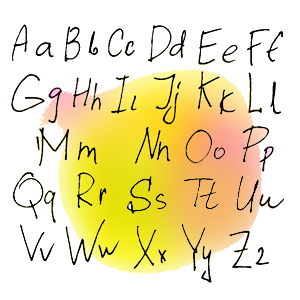 Aa Bb Cc Dd Ee Ff
Gg Hh Ii Jj Kk Ll
Mm Nn Oo Pp
Qq Rr Ss Tt Uu
Vv Ww Xx Yy Zz